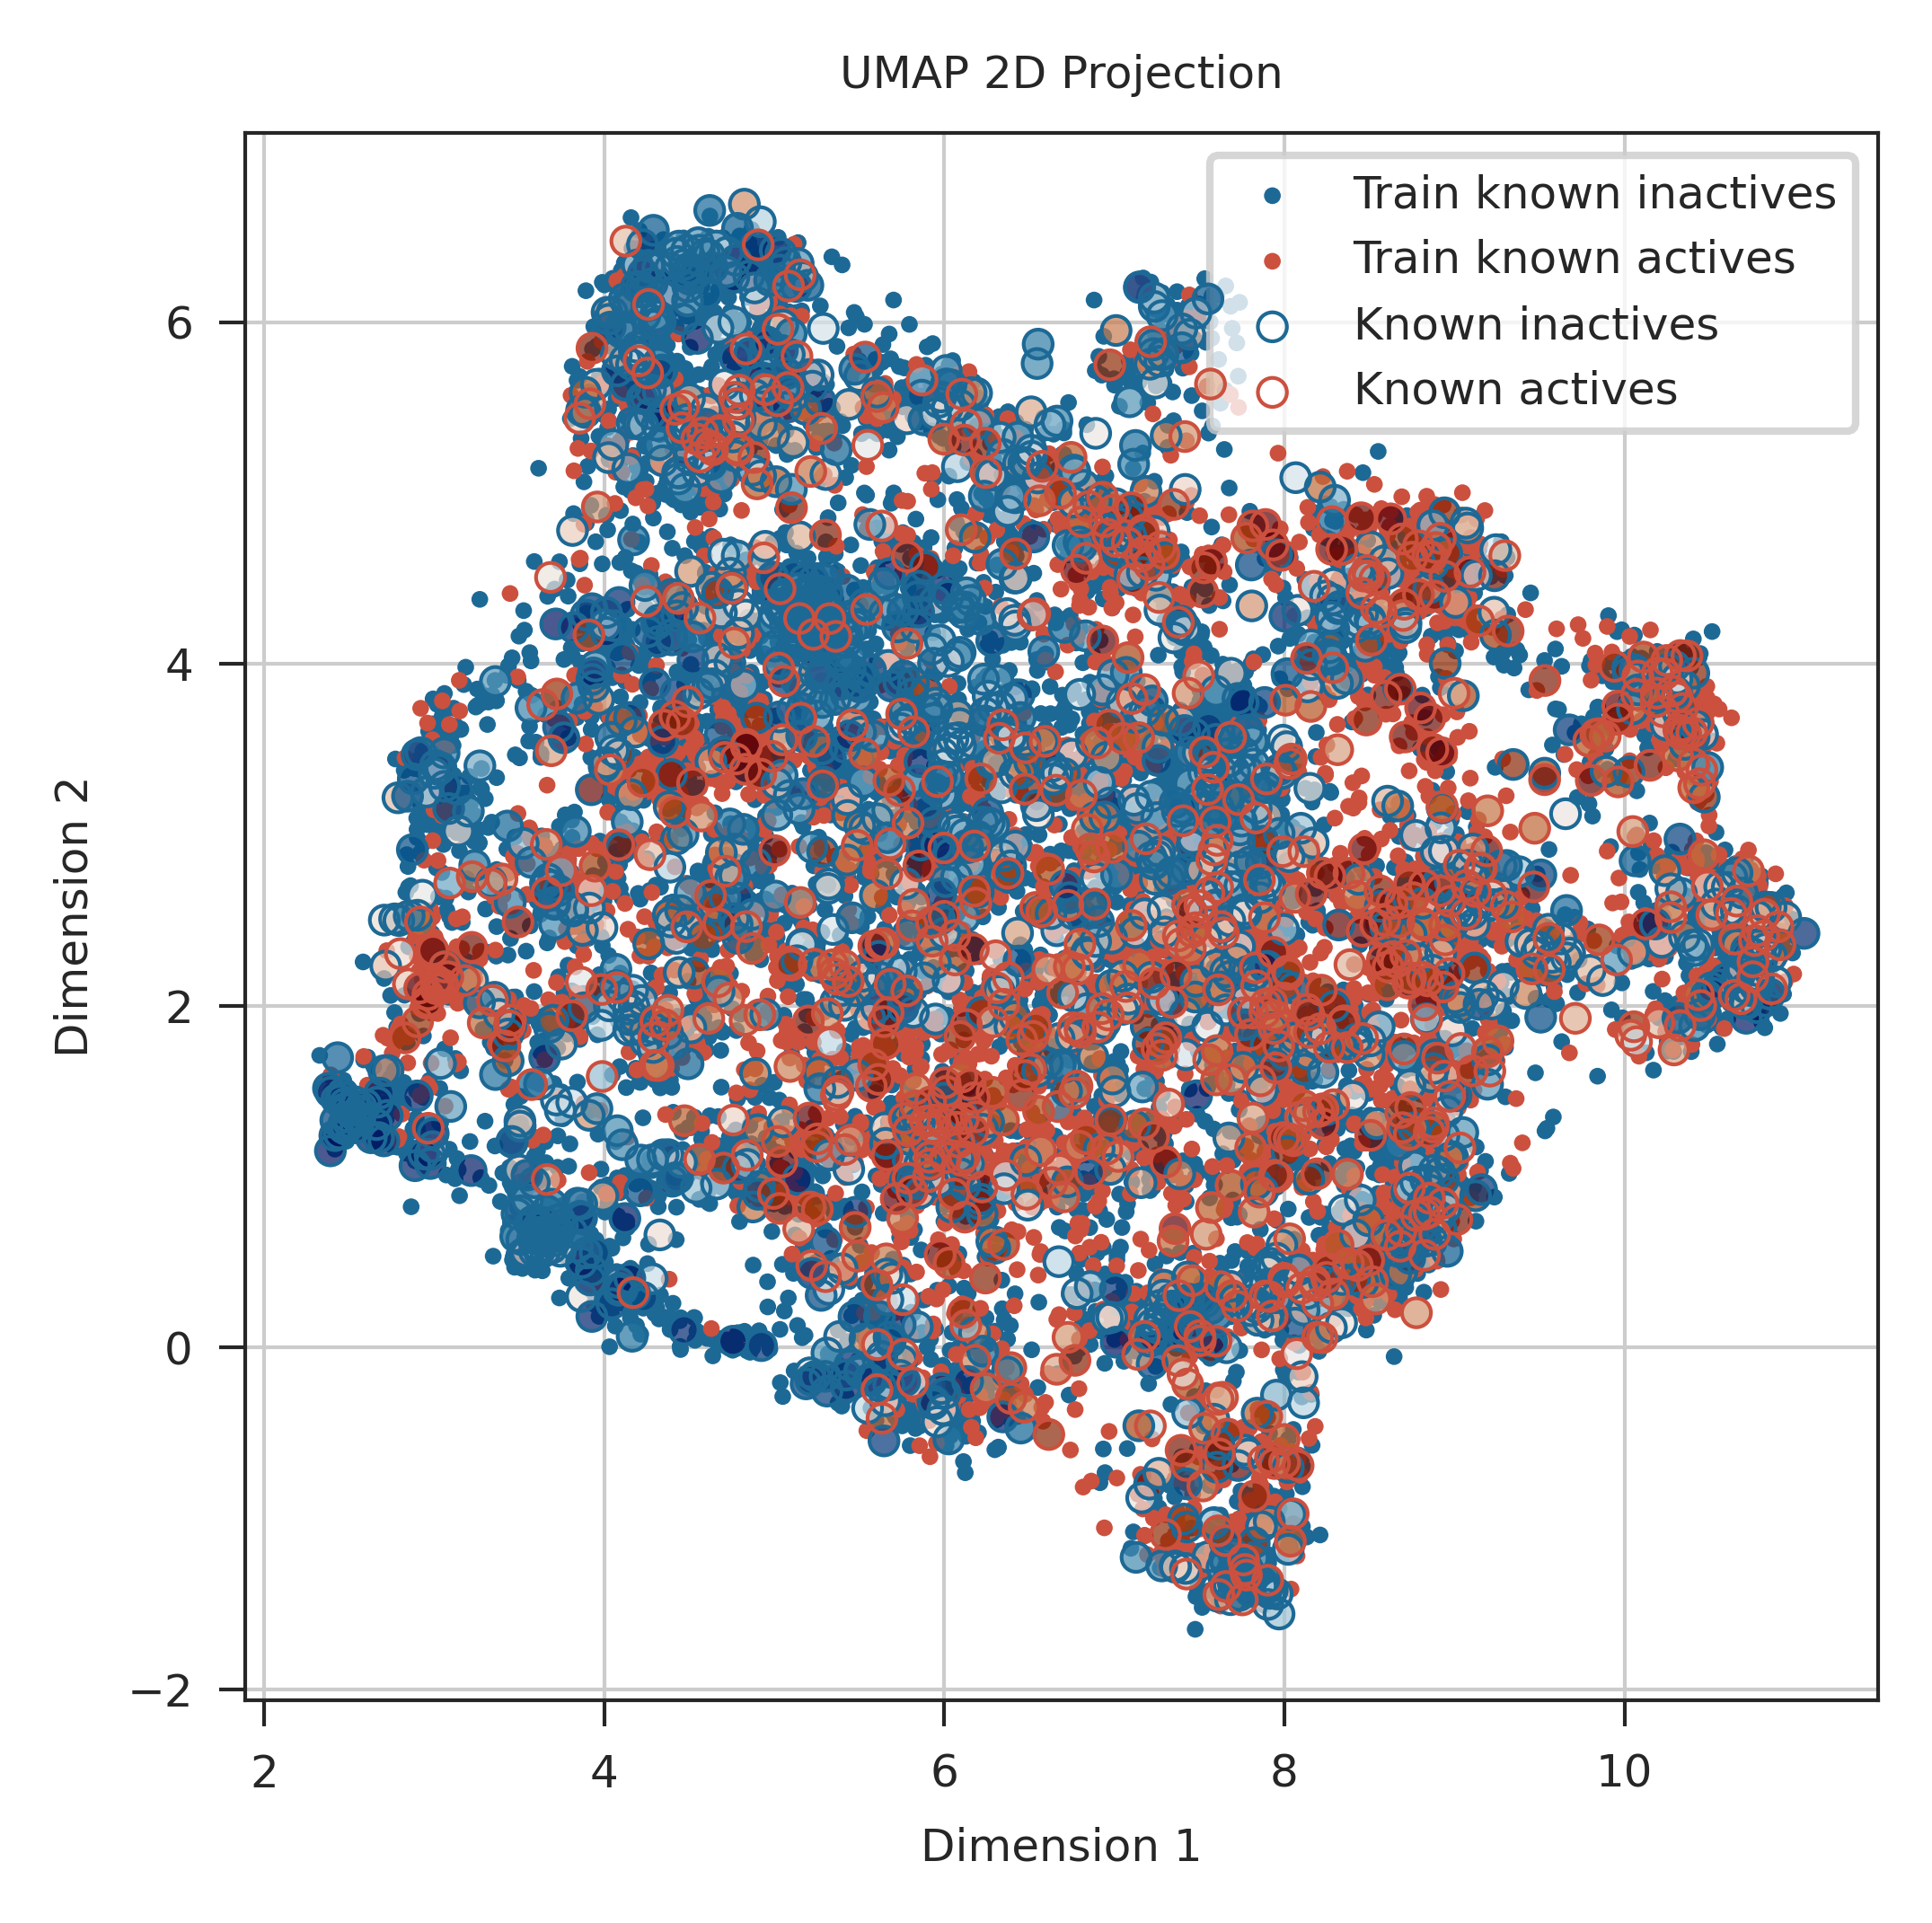 UMAP 2D Projection
Train known inactives
Train known actives
Known inactives
Known actives
6
4
2
0
−2
Dimension 2
2
4
6
8
10
Dimension 1